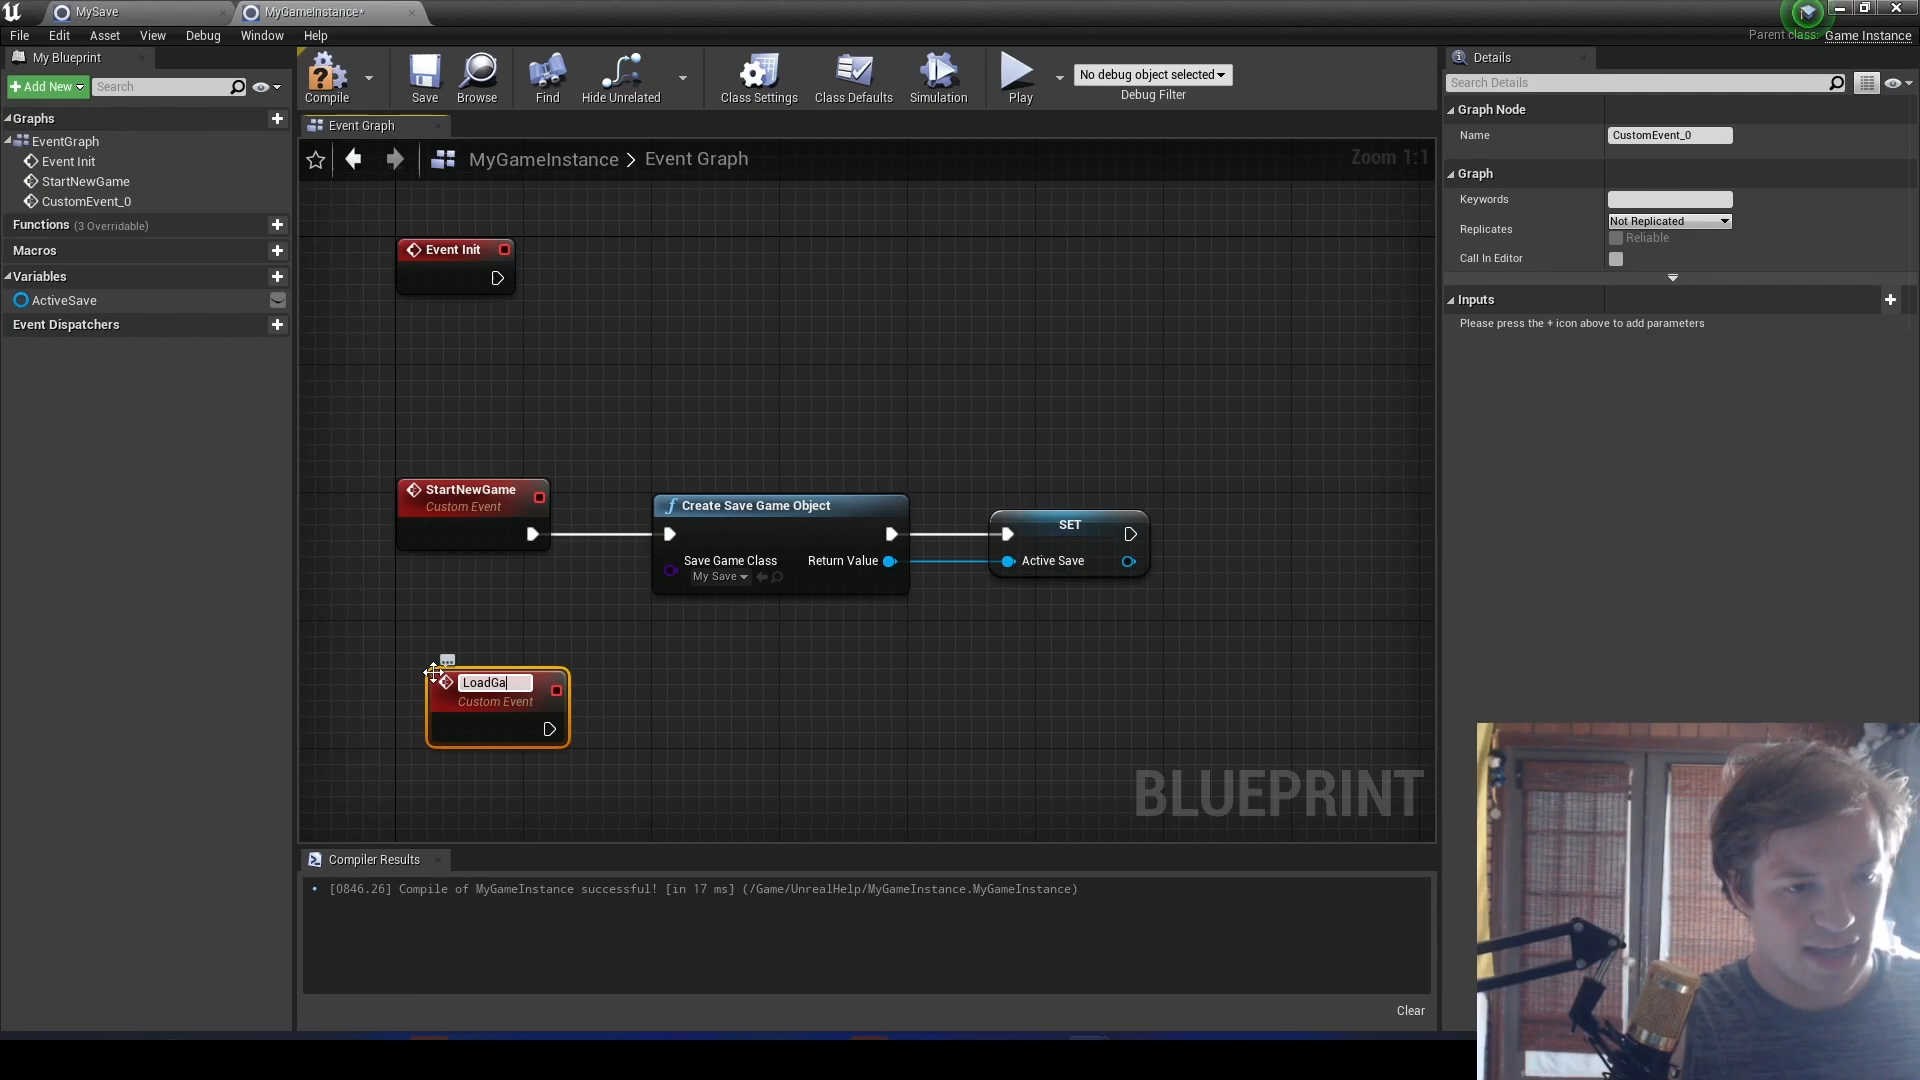 MySave
MyGameInstance*
File Edit Asset View Debug Window Help
Parent class: Game Instance
My Blueprint
Add New
Search
Graphs
EventGraph
Event Init
StartNewGame
CustomEvent_0
Functions (3 Overridable)
Macros
Variables
ActiveSave
Event Dispatchers
Compile
Save
Browse
Find
Hide Unrelated
Class Settings
Class Defaults
Simulation
Play
No debug object selected
Debug Filter
Event Graph
MyGameInstance > Event Graph
Zoom 1:1
Event Init
StartNewGame
Custom Event
Create Save Game Object
Save Game Class
My Save
Return Value
SET
Active Save
LoadGa
Custom Event
BLUEPRINT
Compiler Results
• [0846.26] Compile of MyGameInstance successful! [in 17 ms] (/Game/UnrealHelp/MyGameInstance.MyGameInstance)
Clear
Details
Search Details
Graph Node
Name CustomEvent_0
Graph
Keywords
Replicates Not Replicated
Reliable
Call In Editor
Inputs
Please press the + icon above to add parameters